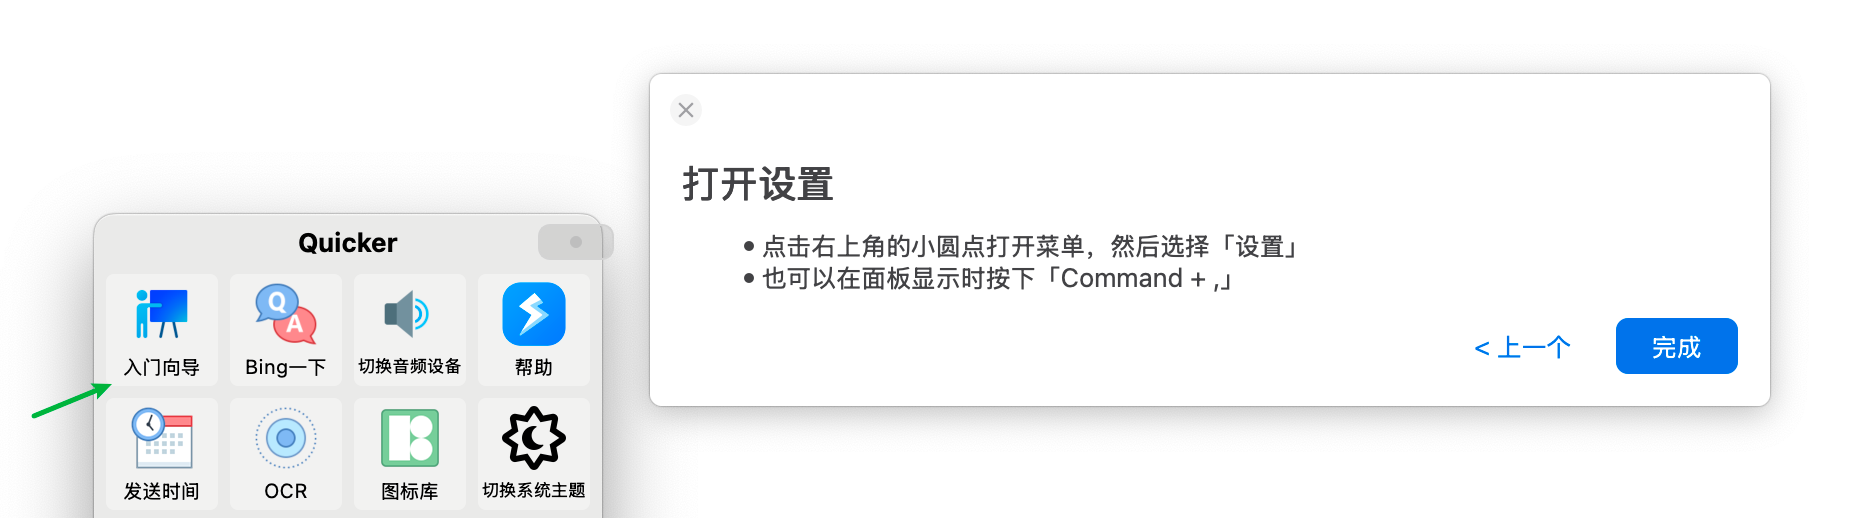 Quicker
入门向导
Bing一下
切换音频设备
帮助
发送时间
OCR
图标库
切换系统主题
打开设置
• 点击右上角的小圆点打开菜单，然后选择「设置」
• 也可以在面板显示时按下「Command + ,」
< 上一个
完成
Q
A